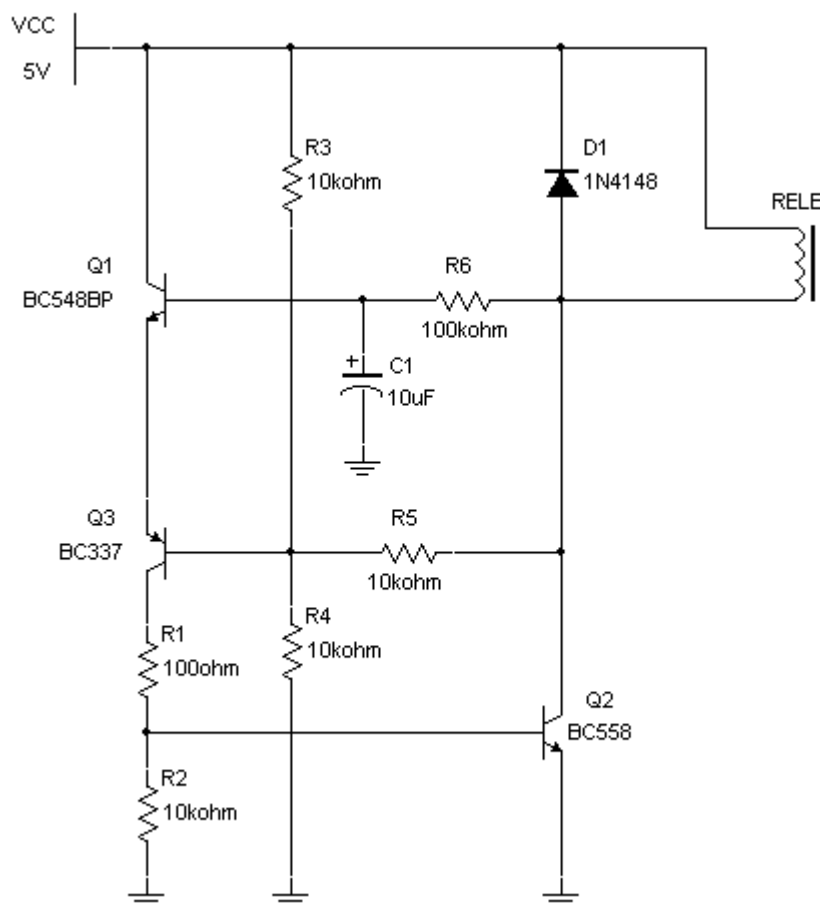 VCC
5V
R3
10kohm
D1
1N4148
RELE
Q1
BC548BP
R6
100kohm
+
C1
10uF
Q3
BC337
R5
10kohm
R1
100ohm
R4
10kohm
Q2
BC558
R2
10kohm